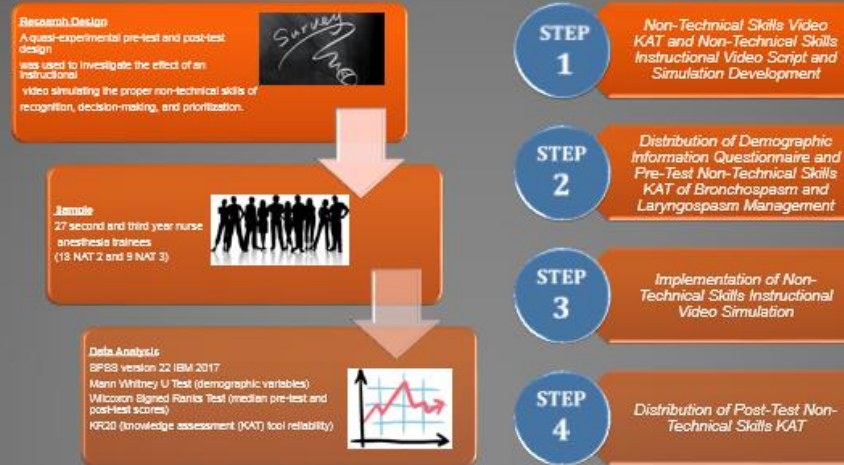 Research Design
A quasi-experimental pre-test and post-test
design
was used to investigate the effect of an
instructional
video simulating the proper non-technical skills of
recognition, decision-making, and prioritization.
Survey
Sample
27 second and third year nurse
anesthesia trainees
(18 NAT 2 and 9 NAT 3)
Data Analysis
SPSS version 22 IBM 2017
Mann Whitney U Test (demographic variables)
Wilcoxon Signed Ranks Test (median pre-test and
post-test scores)
KR20 (knowledge assessment (KAT) tool reliability)
STEP
1
Non-Technical Skills Video
KAT and Non-Technical Skills
Instructional Video Script and
Simulation Development
STEP
2
Distribution of Demographic
Information Questionnaire and
Pre-Test Non-Technical Skills
KAT of Bronchospasm and
Laryngospasm Management
STEP
3
Implementation of Non-
Technical Skills Instructional
Video Simulation
STEP
4
Distribution of Post-Test Non-
Technical Skills KAT